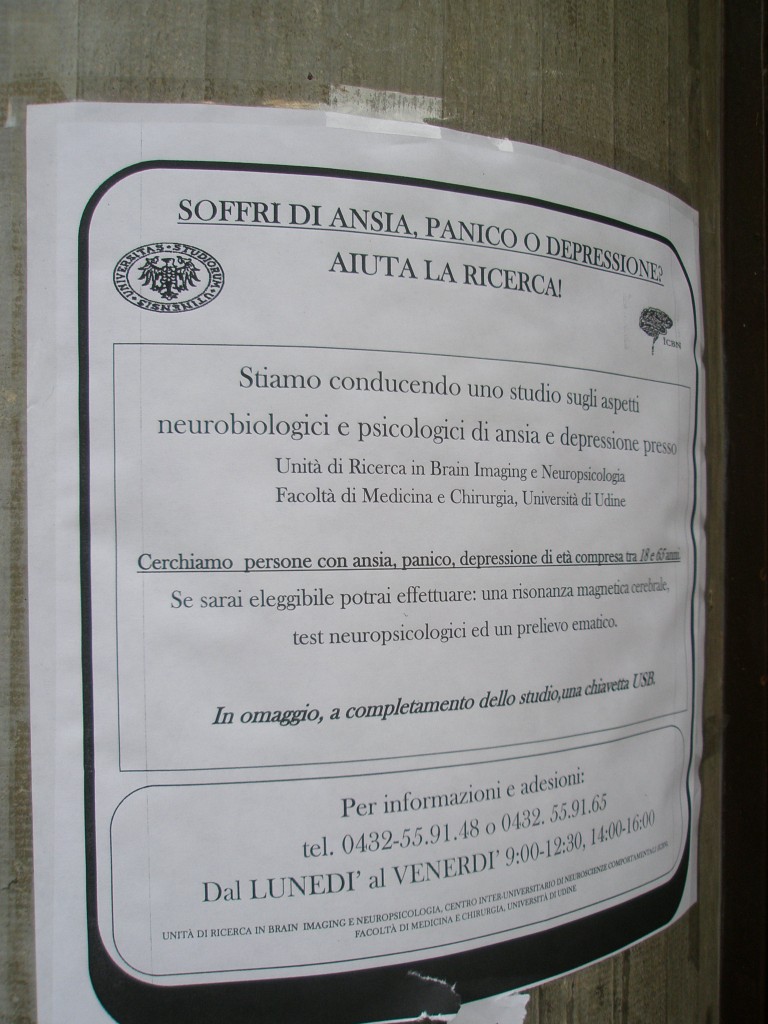 SOFFRI DI ANSIA, PANICO O DEPRESSIONE?
AIUTA LA RICERCA!
UNIVERSITAS · STUDIORUM · UTINENSIS
ICBN
Stiamo conducendo uno studio sugli aspetti
neurobiologici e psicologici di ansia e depressione presso
Unità di Ricerca in Brain Imaging e Neuropsicologia
Facoltà di Medicina e Chirurgia, Università di Udine
Cerchiamo persone con ansia, panico, depressione di età compresa tra 18 e 65 anni.
Se sarai eleggibile potrai effettuare: una risonanza magnetica cerebrale,
test neuropsicologici ed un prelievo ematico.
In omaggio, a completamento dello studio,una chiavetta USB.
Per informazioni e adesioni:
tel. 0432-55.91.48 o 0432. 55.91.65
Dal LUNEDI’ al VENERDI’ 9:00-12:30, 14:00-16:00
UNITÀ DI RICERCA IN BRAIN IMAGING E NEUROPSICOLOGIA, CENTRO INTER-UNIVERSITARIO DI NEUROSCIENZE COMPORTAMENTALI
FACOLTÀ DI MEDICINA E CHIRURGIA, UNIVERSITÀ DI UDINE